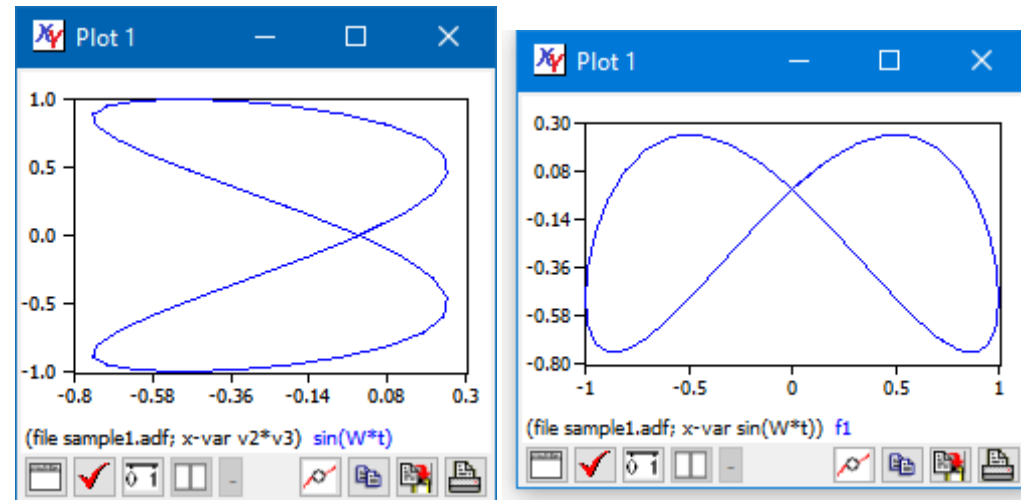 XY Plot 1
1.0
0.5
0.0
-0.5
-1.0
-0.8 -0.58 -0.36 -0.14 0.08 0.3
(file sample1.adf; x-var v2*v3) sin(W*t)
0 1
-
XY Plot 1
0.30
0.08
-0.14
-0.36
-0.58
-0.80
-1 -0.5 0 0.5 1
(file sample1.adf; x-var sin(W*t)) f1
0 1
-